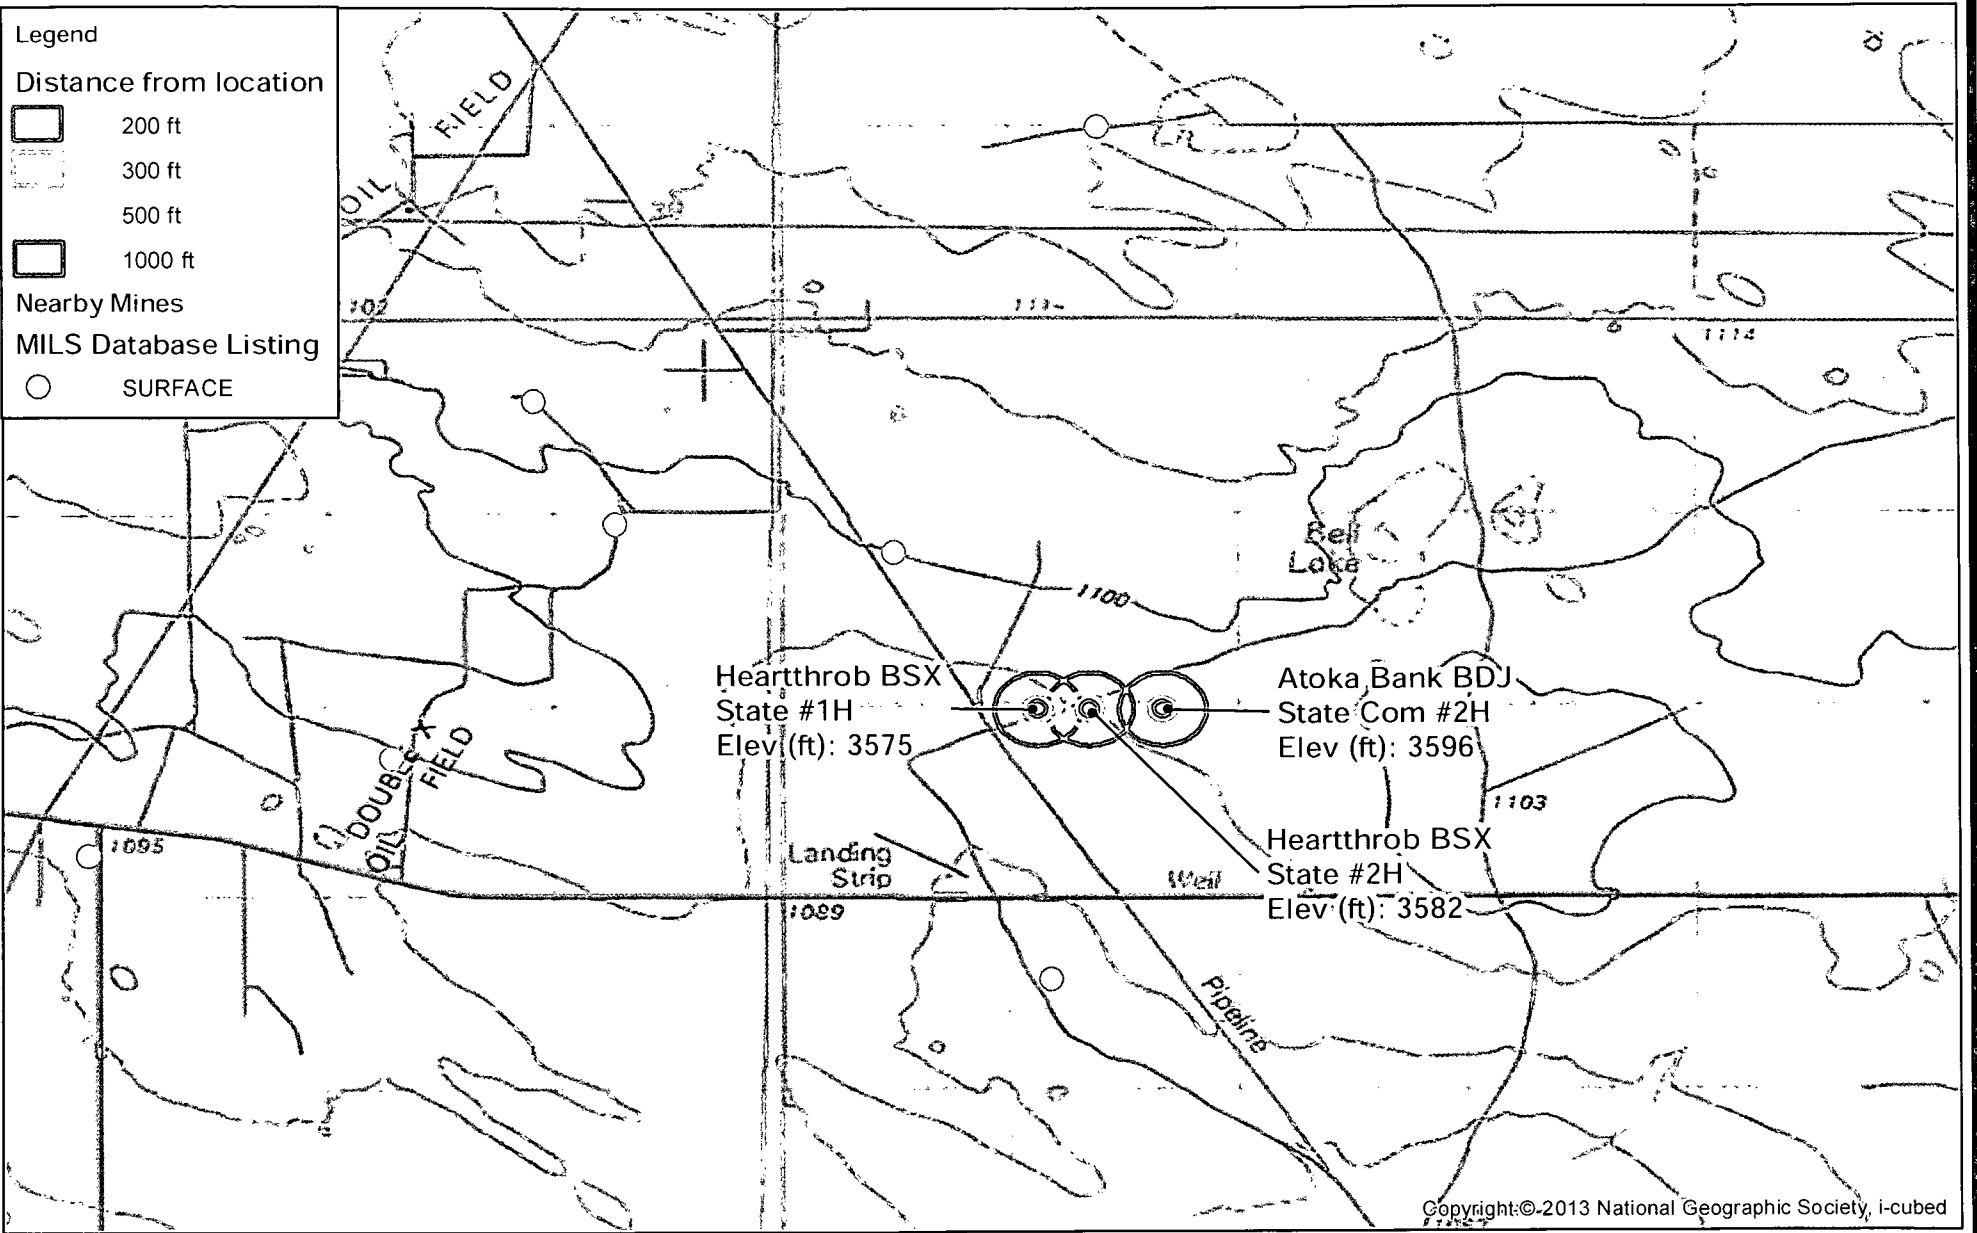 Legend
Distance from location
200 ft
300 ft
500 ft
1000 ft
Nearby Mines
MILS Database Listing
SURFACE
FIELD
OIL
1102
1114
Bell
Lake
1100
Heartthrob BSX
State #1H
Elev (ft): 3575
Atoka Bank BDJ
State Com #2H
Elev (ft): 3596
1103
DOUBLE X
OIL FIELD
1095
Landing
Strip
Well
Heartthrob BSX
State #2H
Elev (ft): 3582
1089
Pipeline
Copyright:© 2013 National Geographic Society, i-cubed